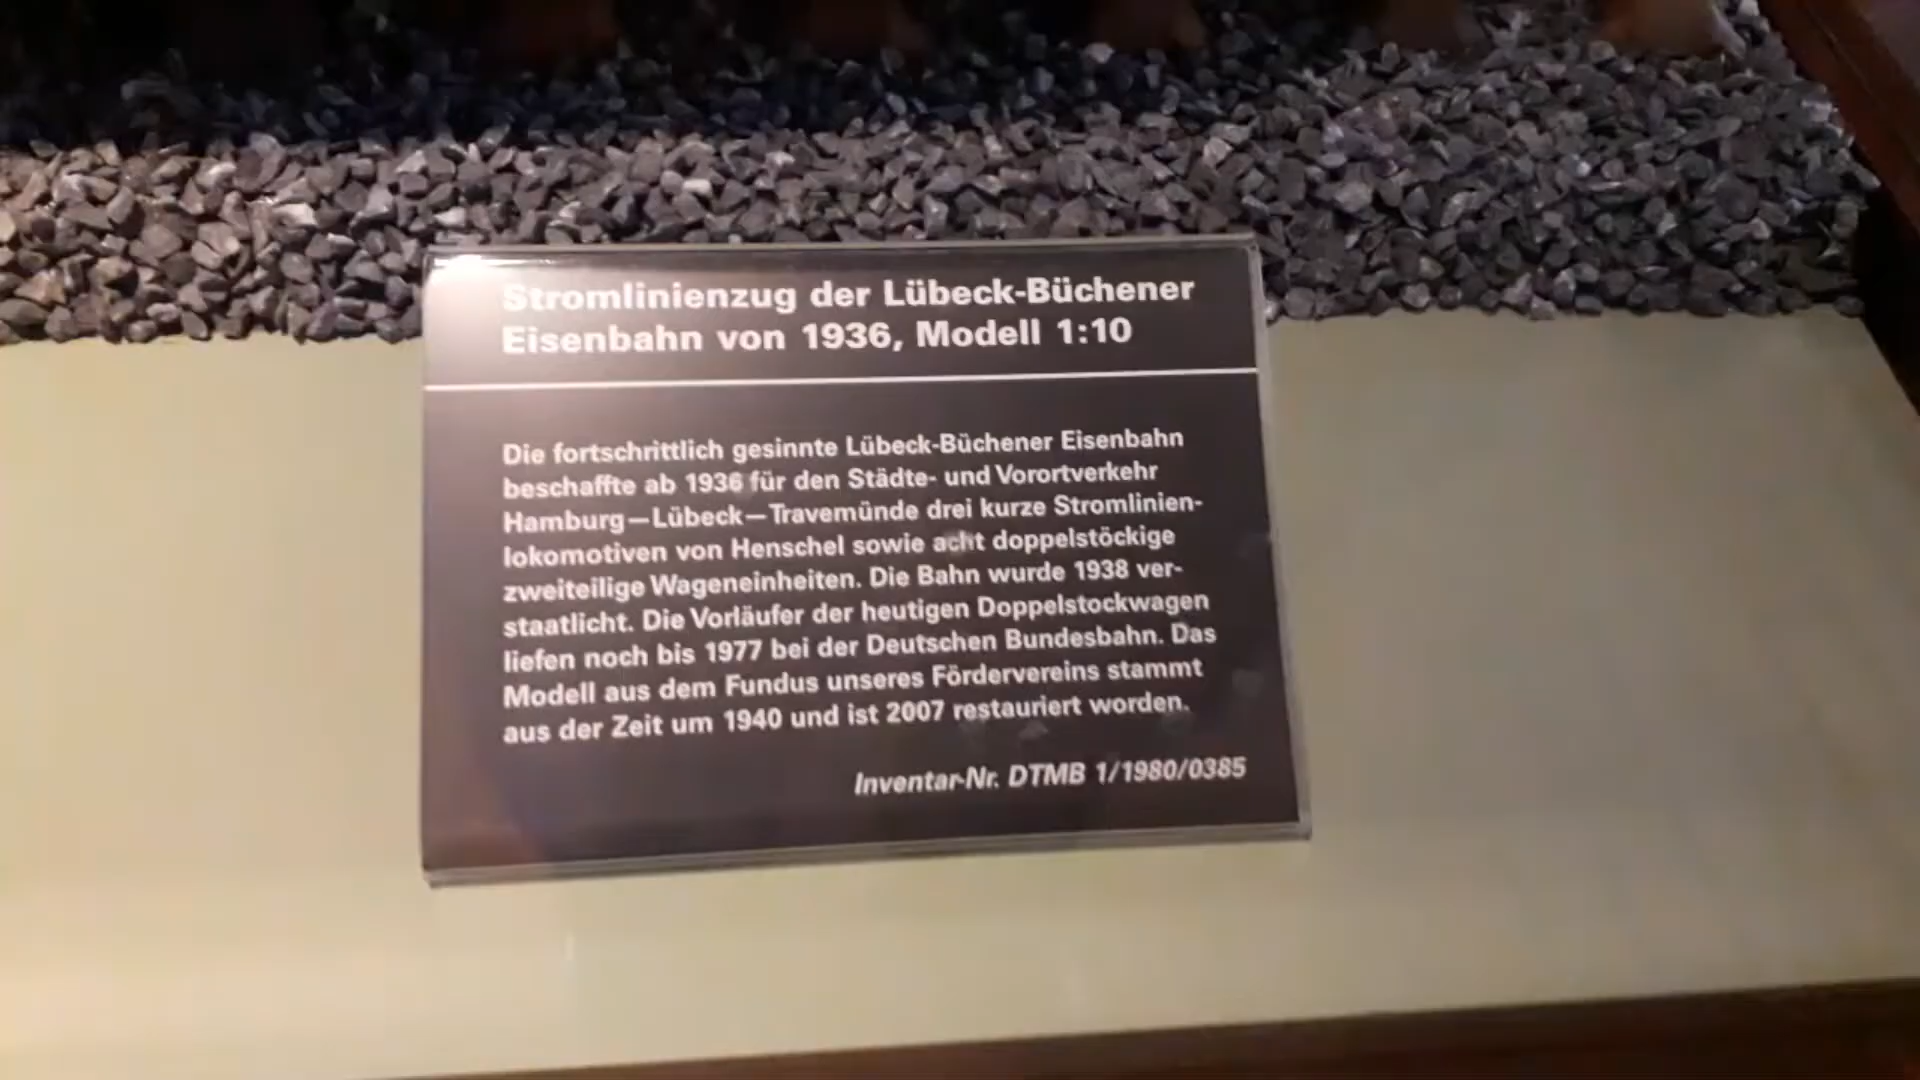 Stromlinienzug der Lübeck-Büchener
Eisenbahn von 1936, Modell 1:10
Die fortschrittlich gesinnte Lübeck-Büchener Eisenbahn
beschaffte ab 1936 für den Städte- und Vorortverkehr
Hamburg—Lübeck—Travemünde drei kurze Stromlinien-
lokomotiven von Henschel sowie acht doppelstöckige
zweiteilige Wageneinheiten. Die Bahn wurde 1938 ver-
staatlicht. Die Vorläufer der heutigen Doppelstockwagen
liefen noch bis 1977 bei der Deutschen Bundesbahn. Das
Modell aus dem Fundus unseres Fördervereins stammt
aus der Zeit um 1940 und ist 2007 restauriert worden.
Inventar-Nr. DTMB 1/1980/0385